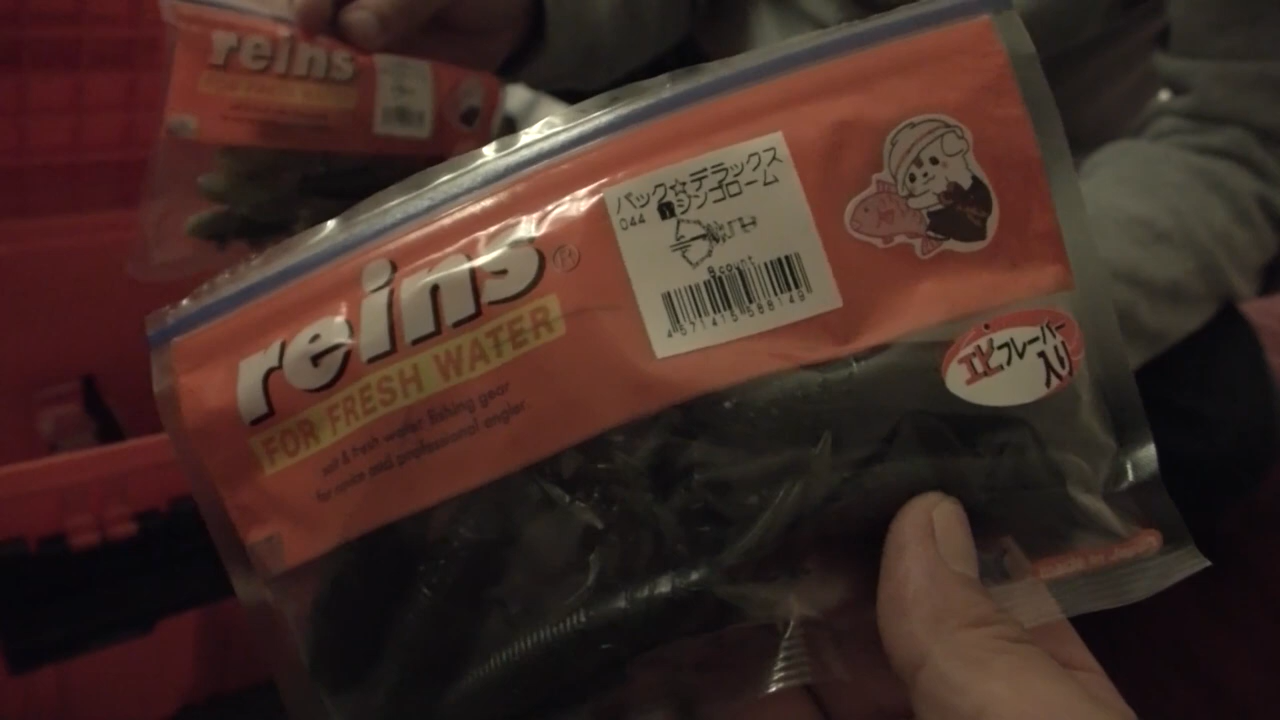 reins
reins®
FOR FRESH WATER
salt & fresh water fishing gear
for novice and professional angler
パック☆デラックス
044 シンゴローム
8count
4571415588149
エビフレーバー
入り